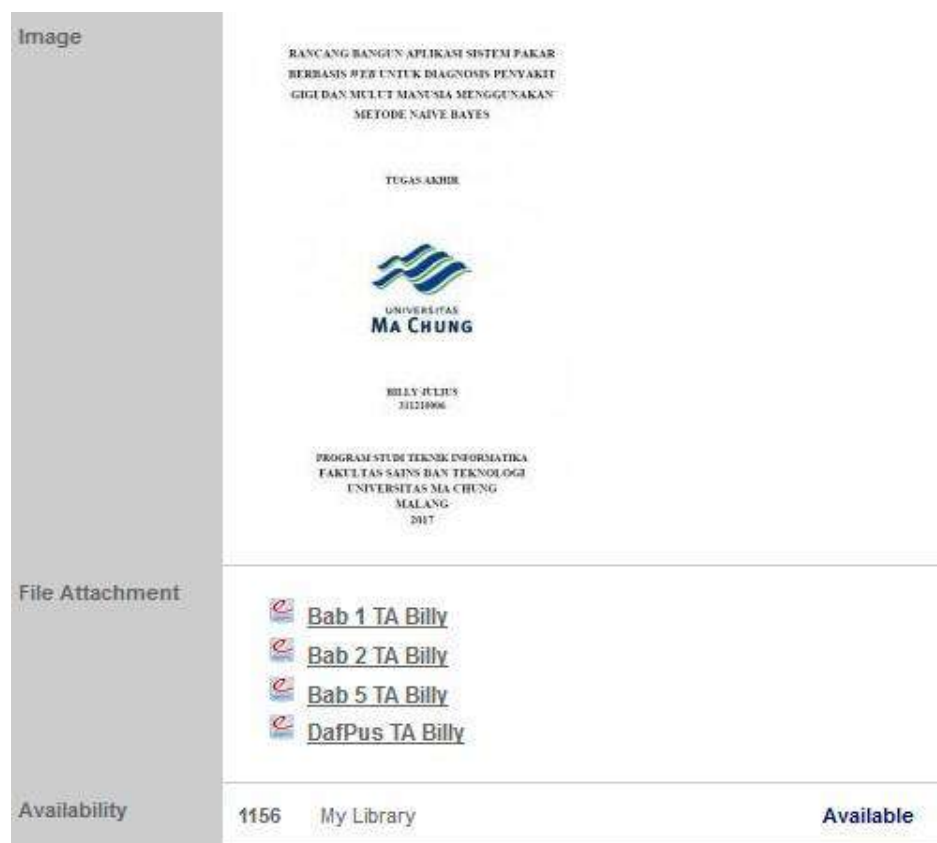 Image
RANCANG BANGUN APLIKASI SISTEM PAKAR
BERBASIS WEB UNTUK DIAGNOSIS PENYAKIT
GIGI DAN MULUT MANUSIA MENGGUNAKAN
METODE NAIVE BAYES
TUGAS AKHIR
UNIVERSITAS
MA CHUNG
BILLY JULIUS
311210006
PROGRAM STUDI TEKNIK INFORMATIKA
FAKULTAS SAINS DAN TEKNOLOGI
UNIVERSITAS MA CHUNG
MALANG
2017
File Attachment
Bab 1 TA Billy
Bab 2 TA Billy
Bab 5 TA Billy
DafPus TA Billy
Availability
1156 My Library Available